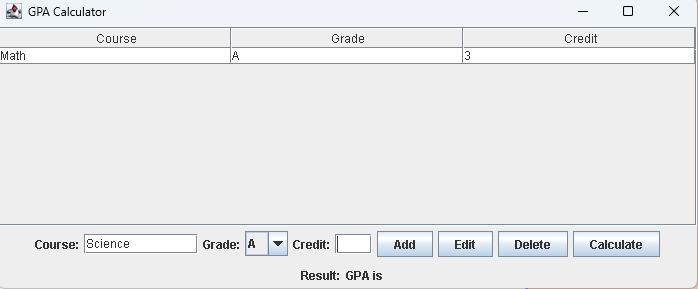 GPA Calculator
Course Grade Credit
Math A 3
Course: Science Grade: A Credit: Add Edit Delete Calculate
Result: GPA is